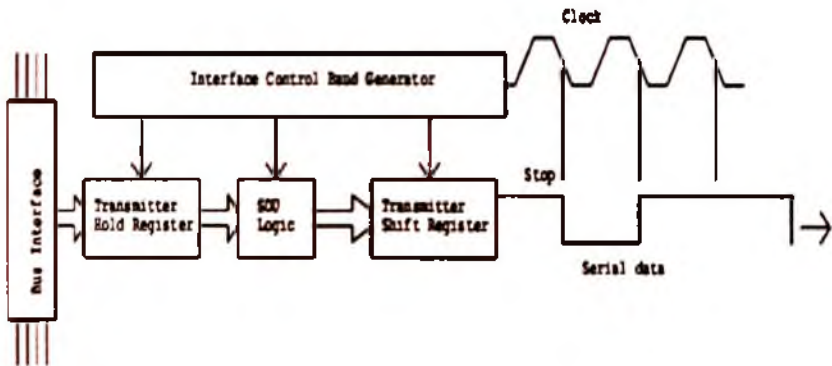 Clock
Interface Control Baud Generator
Bus Interface
Transmitter
Hold Register
Logic
Transmitter
Shift Register
Stop
Serial data